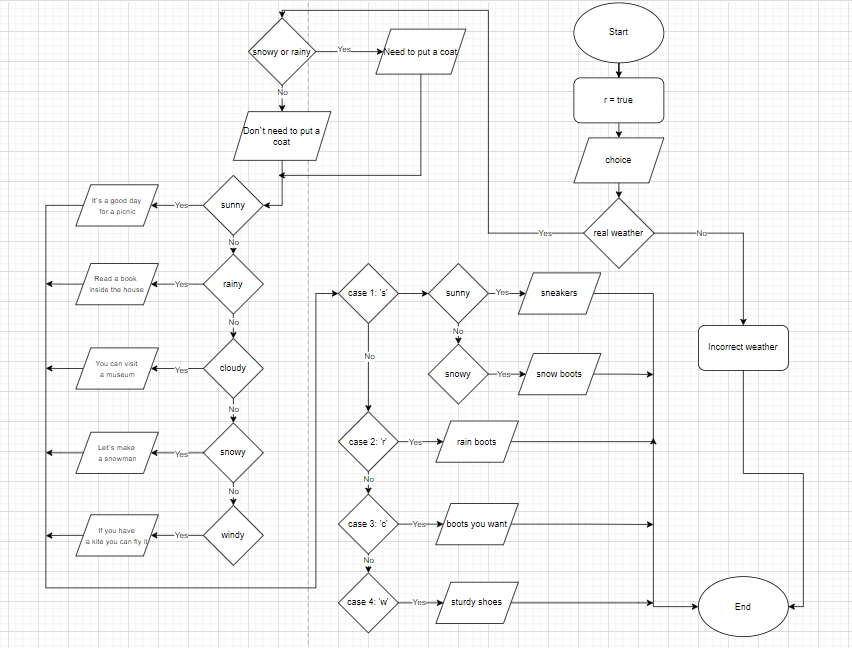 Start
r = true
choice
real weather
Yes
No
Incorrect weather
End
snowy or rainy
Yes
Need to put a coat
No
Don`t need to put a
coat
sunny
Yes
It`s a good day
for a picnic
No
rainy
Yes
Read a book
inside the house
No
cloudy
Yes
You can visit
a museum
No
snowy
Yes
Let`s make
a snowman
No
windy
Yes
If you have
a kite you can fly it
case 1: 's'
sunny
Yes
sneakers
No
snowy
Yes
snow boots
No
case 2: 'r'
Yes
rain boots
No
case 3: 'c'
Yes
boots you want
No
case 4: 'w'
Yes
sturdy shoes